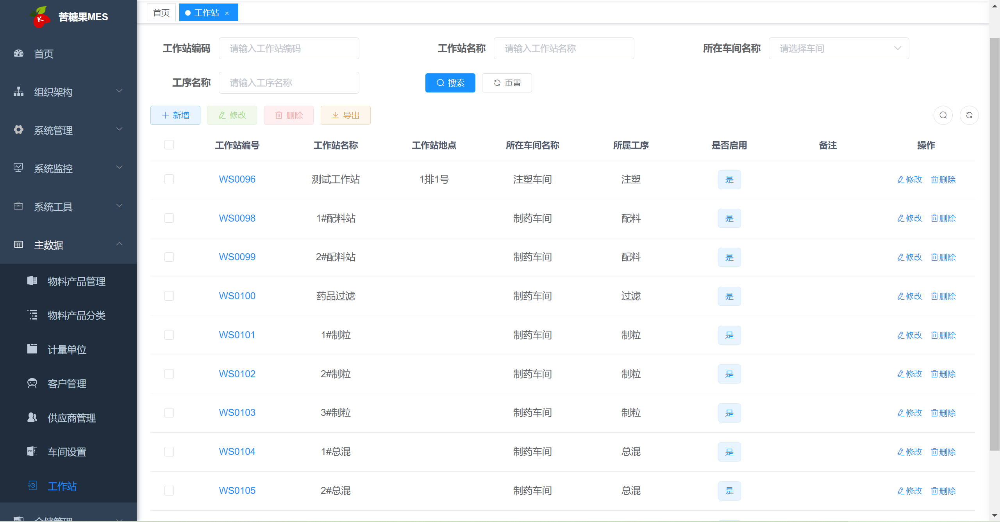 苦糖果MES
首页
组织架构
系统管理
系统监控
系统工具
主数据
物料产品管理
物料产品分类
计量单位
客户管理
供应商管理
车间设置
工作站
仓储管理
首页 工作站 ×
工作站编码 请输入工作站编码 工作站名称 请输入工作站名称 所在车间名称 请选择车间
工序名称 请输入工序名称 搜索 重置
新增 修改 删除 导出
工作站编号 工作站名称 工作站地点 所在车间名称 所属工序 是否启用 备注 操作
WS0096 测试工作站 1排1号 注塑车间 注塑 是 修改 删除
WS0098 1#配料站 制药车间 配料 是 修改 删除
WS0099 2#配料站 制药车间 配料 是 修改 删除
WS0100 药品过滤 制药车间 过滤 是 修改 删除
WS0101 1#制粒 制药车间 制粒 是 修改 删除
WS0102 2#制粒 制药车间 制粒 是 修改 删除
WS0103 3#制粒 制药车间 制粒 是 修改 删除
WS0104 1#总混 制药车间 总混 是 修改 删除
WS0105 2#总混 制药车间 总混 是 修改 删除